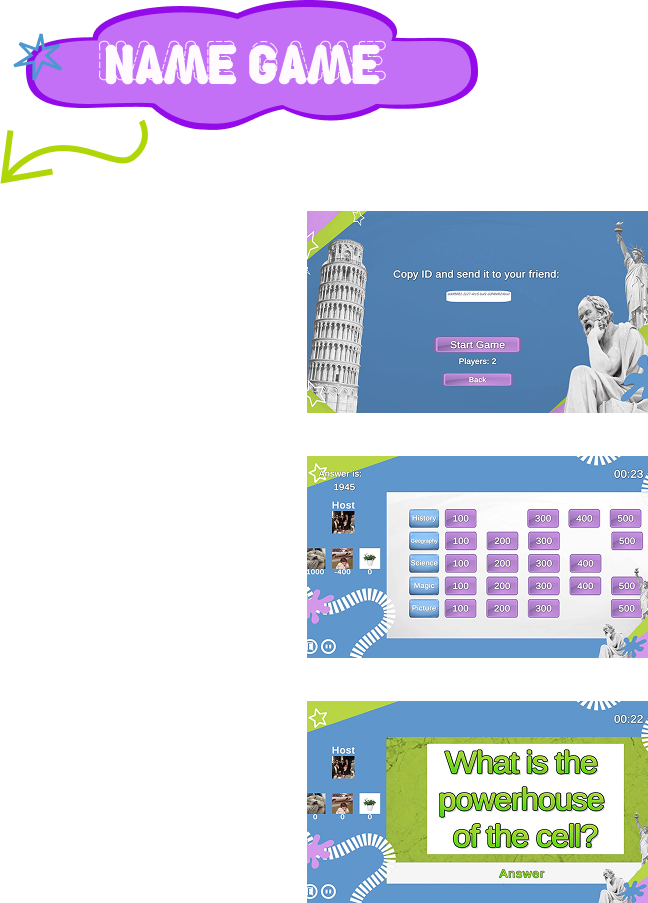 NAME GAME
Copy ID and send it to your friend:
Start Game
Players: 2
Back
Answer is:
1945
00:23
Host
1000 -400 0
History 100 300 400 500
Geography 100 200 300 500
Science 100 200 300 400
Magic 100 200 300 400 500
Picture 100 200 300 500
00:22
Host
0 0 0
What is the
powerhouse
of the cell?
Answer